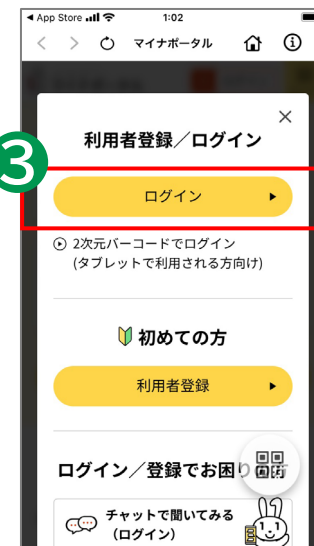 App Store 1:02
マイナポータル
利用者登録／ログイン
3
ログイン
2次元バーコードでログイン
(タブレットで利用される方向け)
初めての方
利用者登録
ログイン／登録でお困り
チャットで聞いてみる
(ログイン)